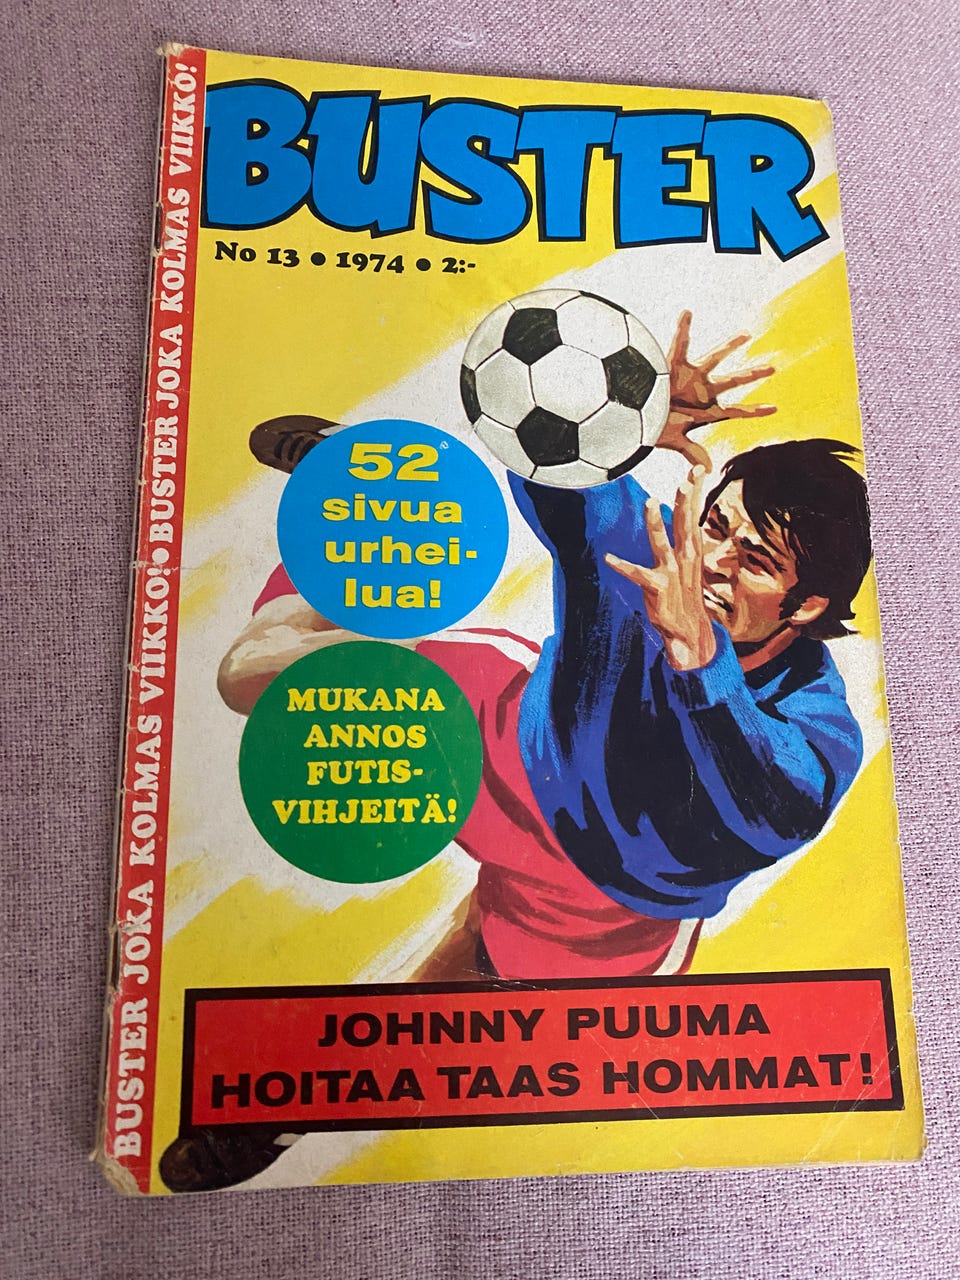 BUSTER
No 13 • 1974 • 2:-
BUSTER JOKA KOLMAS VIIKKO! • BUSTER JOKA KOLMAS VIIKKO!
52
sivua
urhei-
lua!
MUKANA
ANNOS
FUTIS-
VIHJEITÄ!
JOHNNY PUUMA
HOITAA TAAS HOMMAT!